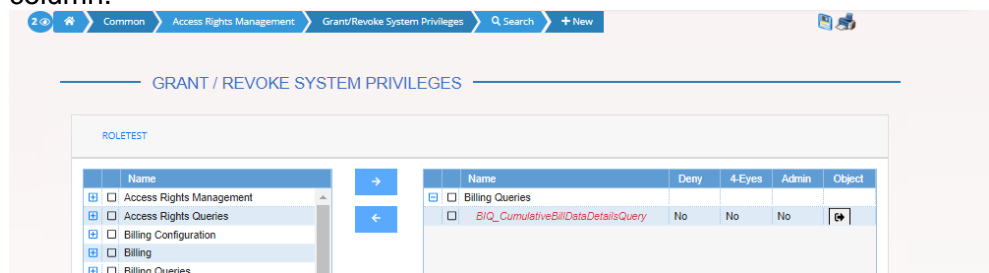 column.
2 Common Access Rights Management Grant/Revoke System Privileges Search + New
GRANT / REVOKE SYSTEM PRIVILEGES
ROLETEST
Name
Access Rights Management
Access Rights Queries
Billing Configuration
Billing
Billing Queries
Name Deny 4-Eyes Admin Object
Billing Queries
BIQ_CumulativeBillDataDetailsQuery No No No